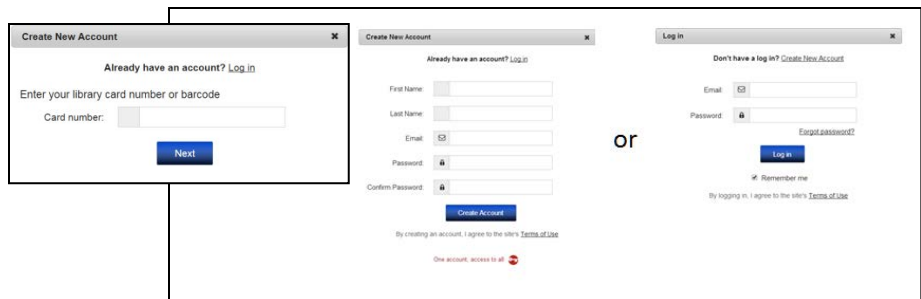 Create New Account
Already have an account? Log in
Enter your library card number or barcode
Card number:
Next
Create New Account
Already have an account? Log in
First Name:
Last Name:
Email:
Password:
Confirm Password:
Create Account
By creating an account, I agree to the site's Terms of Use
One account, access to all
or
Log in
Don't have a log in? Create New Account
Email:
Password:
Forgot password?
Log in
Remember me
By logging in, I agree to the site's Terms of Use